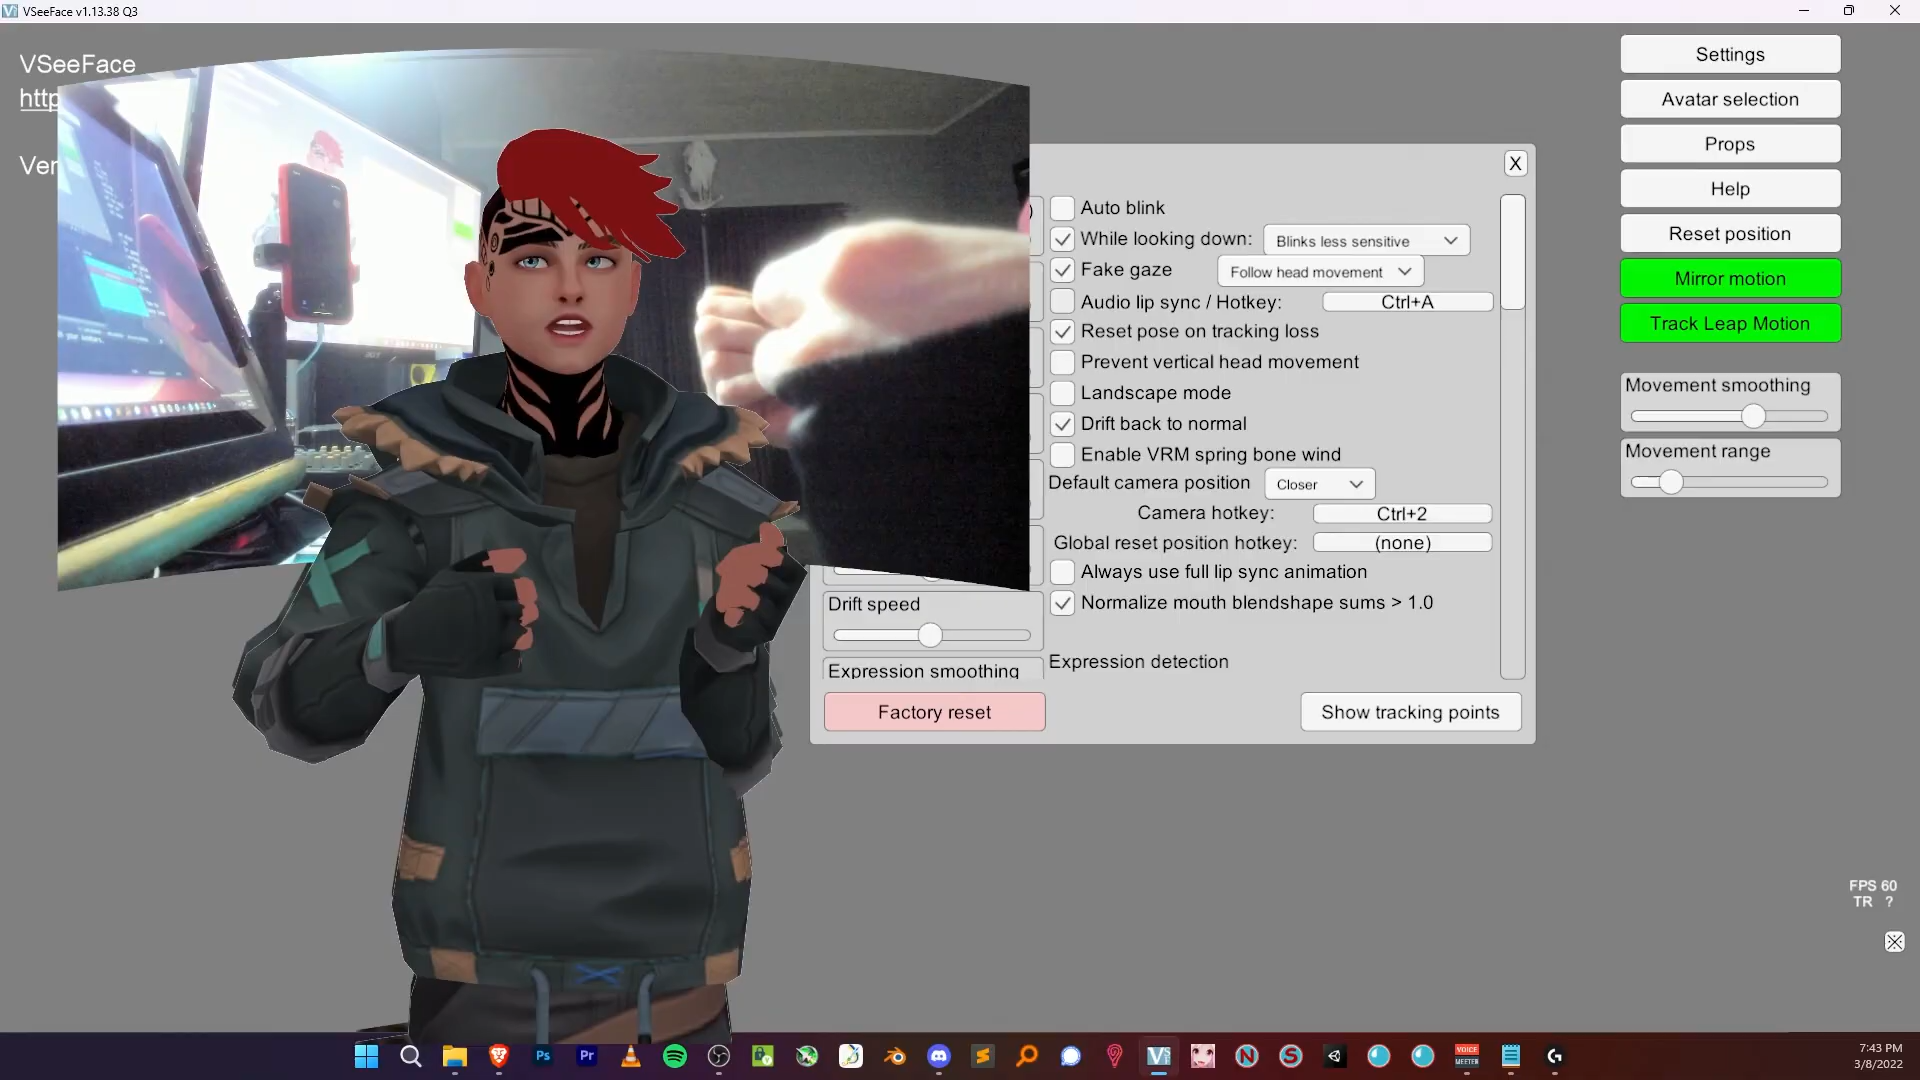 VSeeFace v1.13.38 Q3
VSeeFace
http
Ver
Settings
Avatar selection
Props
Help
Reset position
Mirror motion
Track Leap Motion
Movement smoothing
Movement range
X
Auto blink
While looking down: Blinks less sensitive
Fake gaze Follow head movement
Audio lip sync / Hotkey: Ctrl+A
Reset pose on tracking loss
Prevent vertical head movement
Landscape mode
Drift back to normal
Enable VRM spring bone wind
Default camera position Closer
Camera hotkey: Ctrl+2
Global reset position hotkey: (none)
Always use full lip sync animation
Normalize mouth blendshape sums > 1.0
Expression detection
Drift speed
Expression smoothing
Factory reset
Show tracking points
FPS 60
TR ?
Ps
Pr
VOICE
MEETER
7:43 PM
3/8/2022